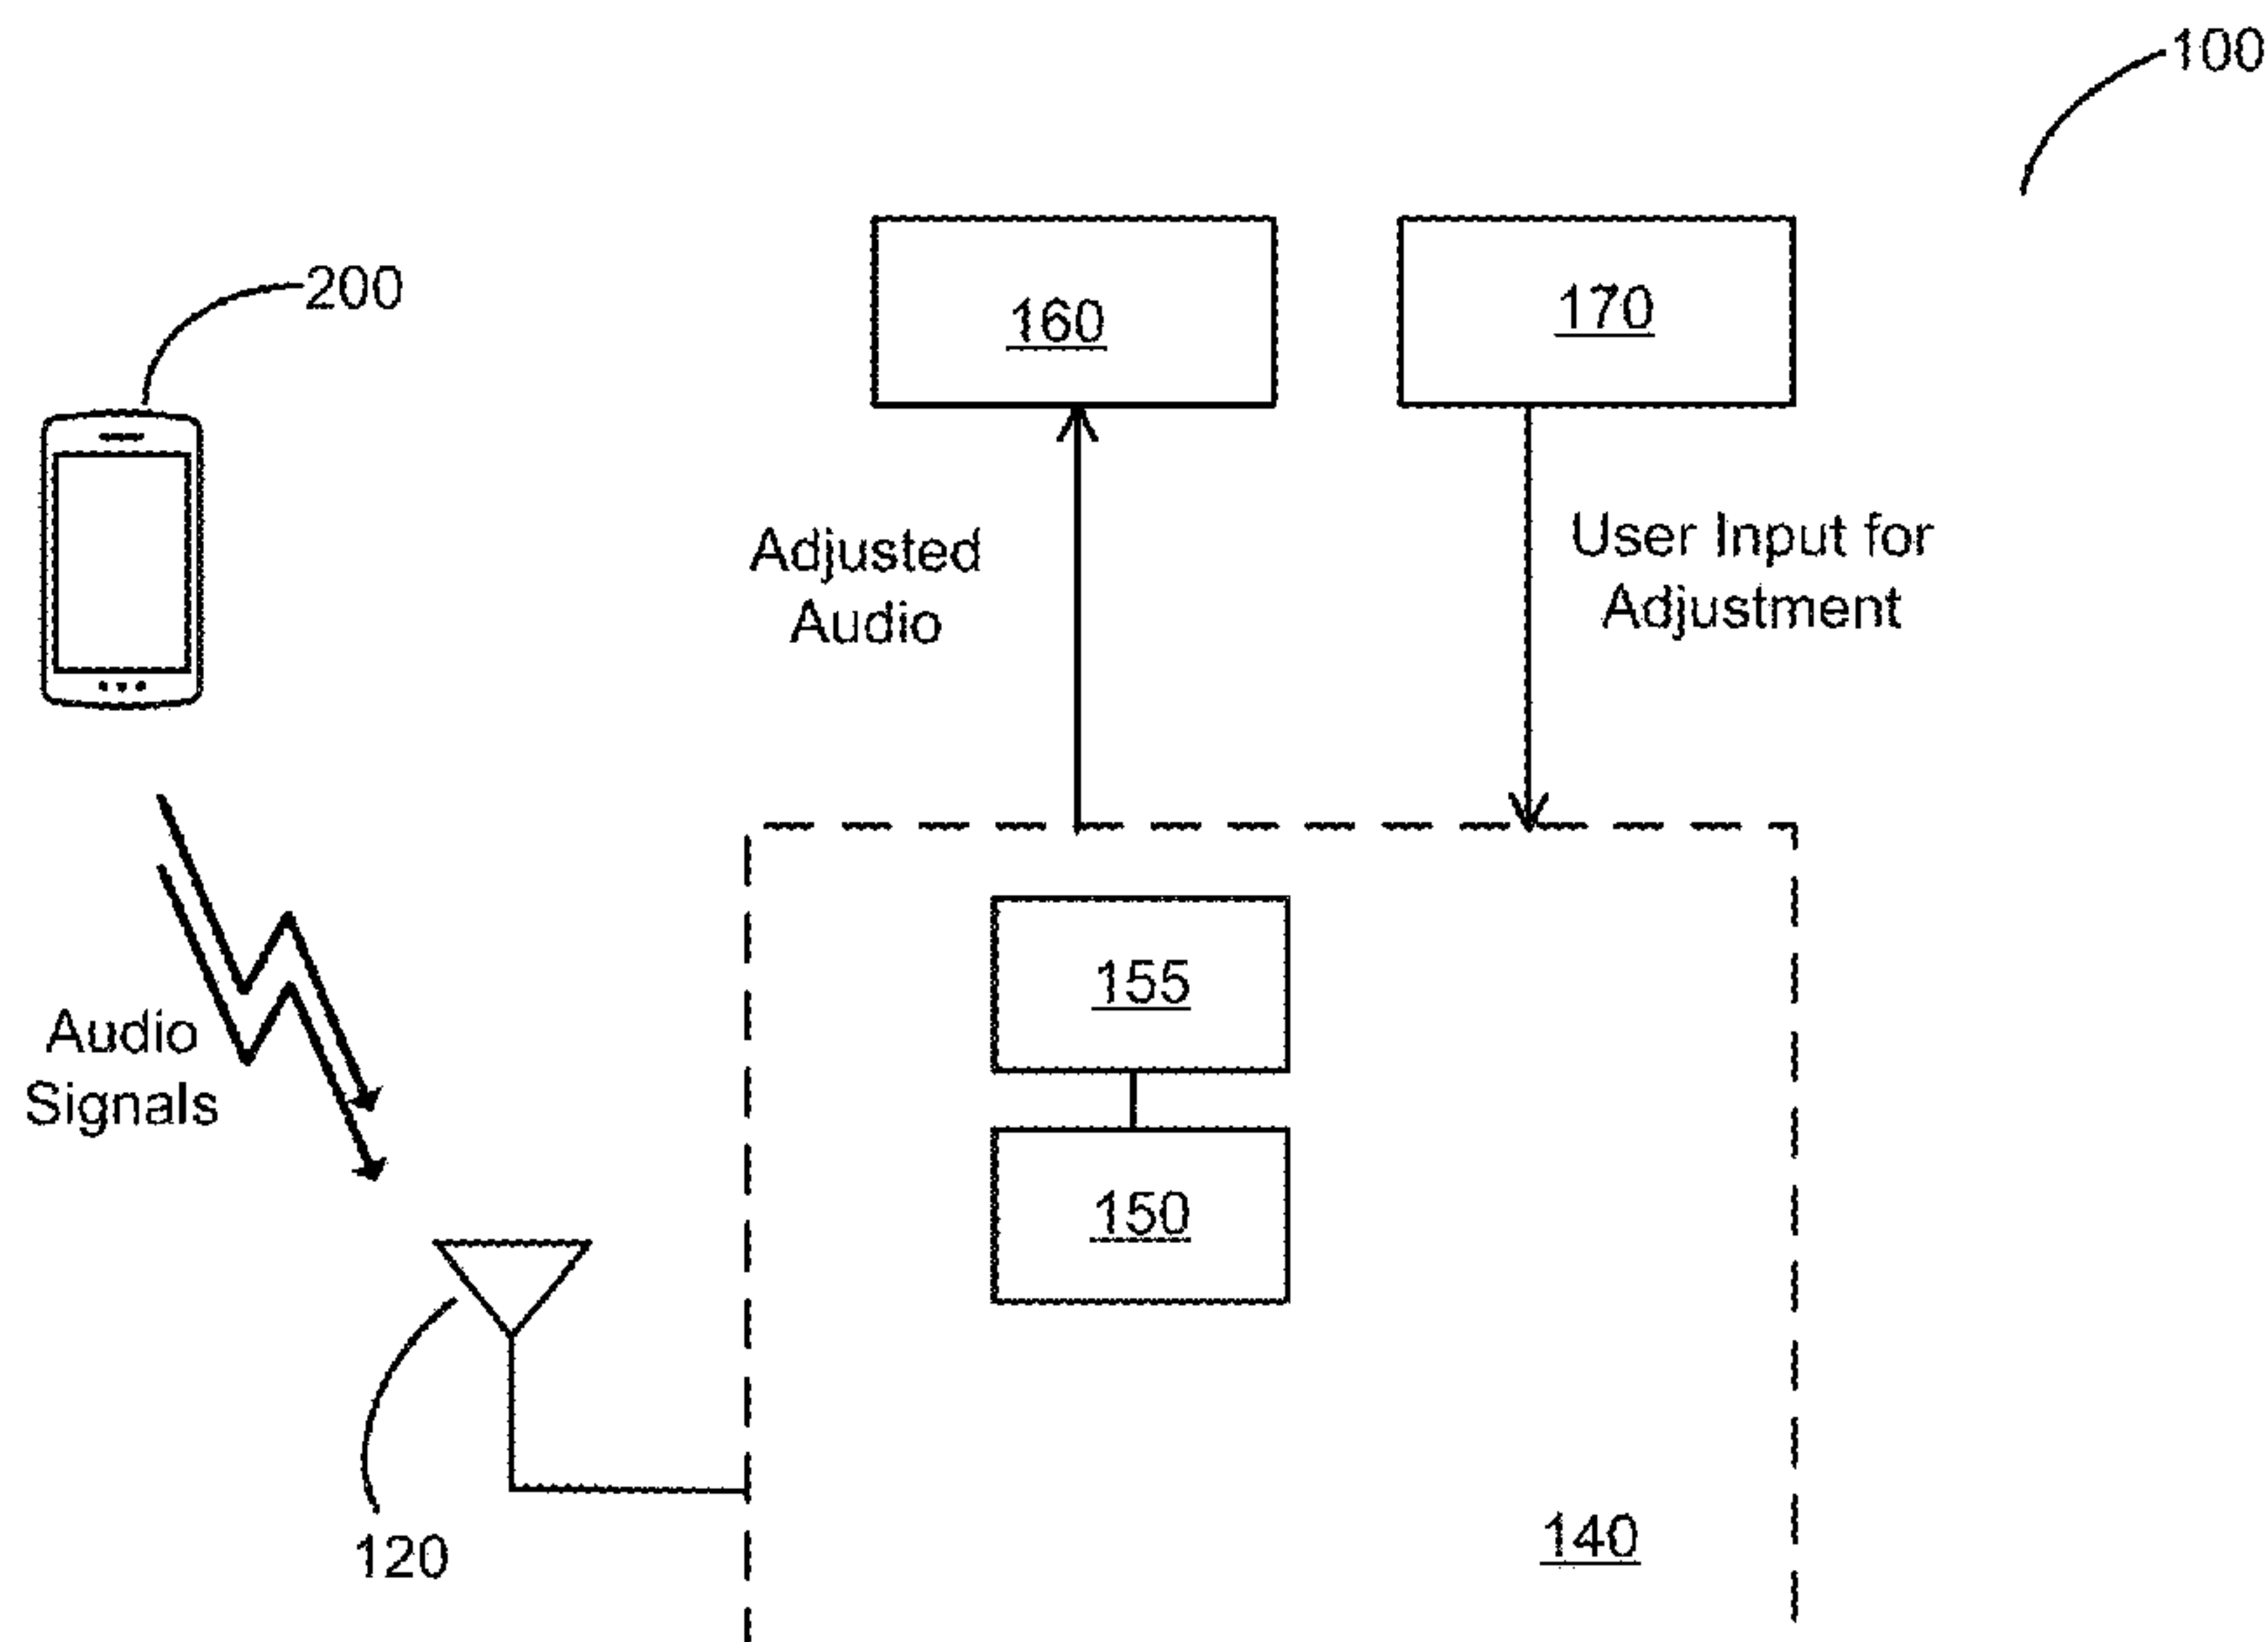 100
200
160
170
Adjusted
Audio
User Input for
Adjustment
155
Audio
Signals
150
120
140